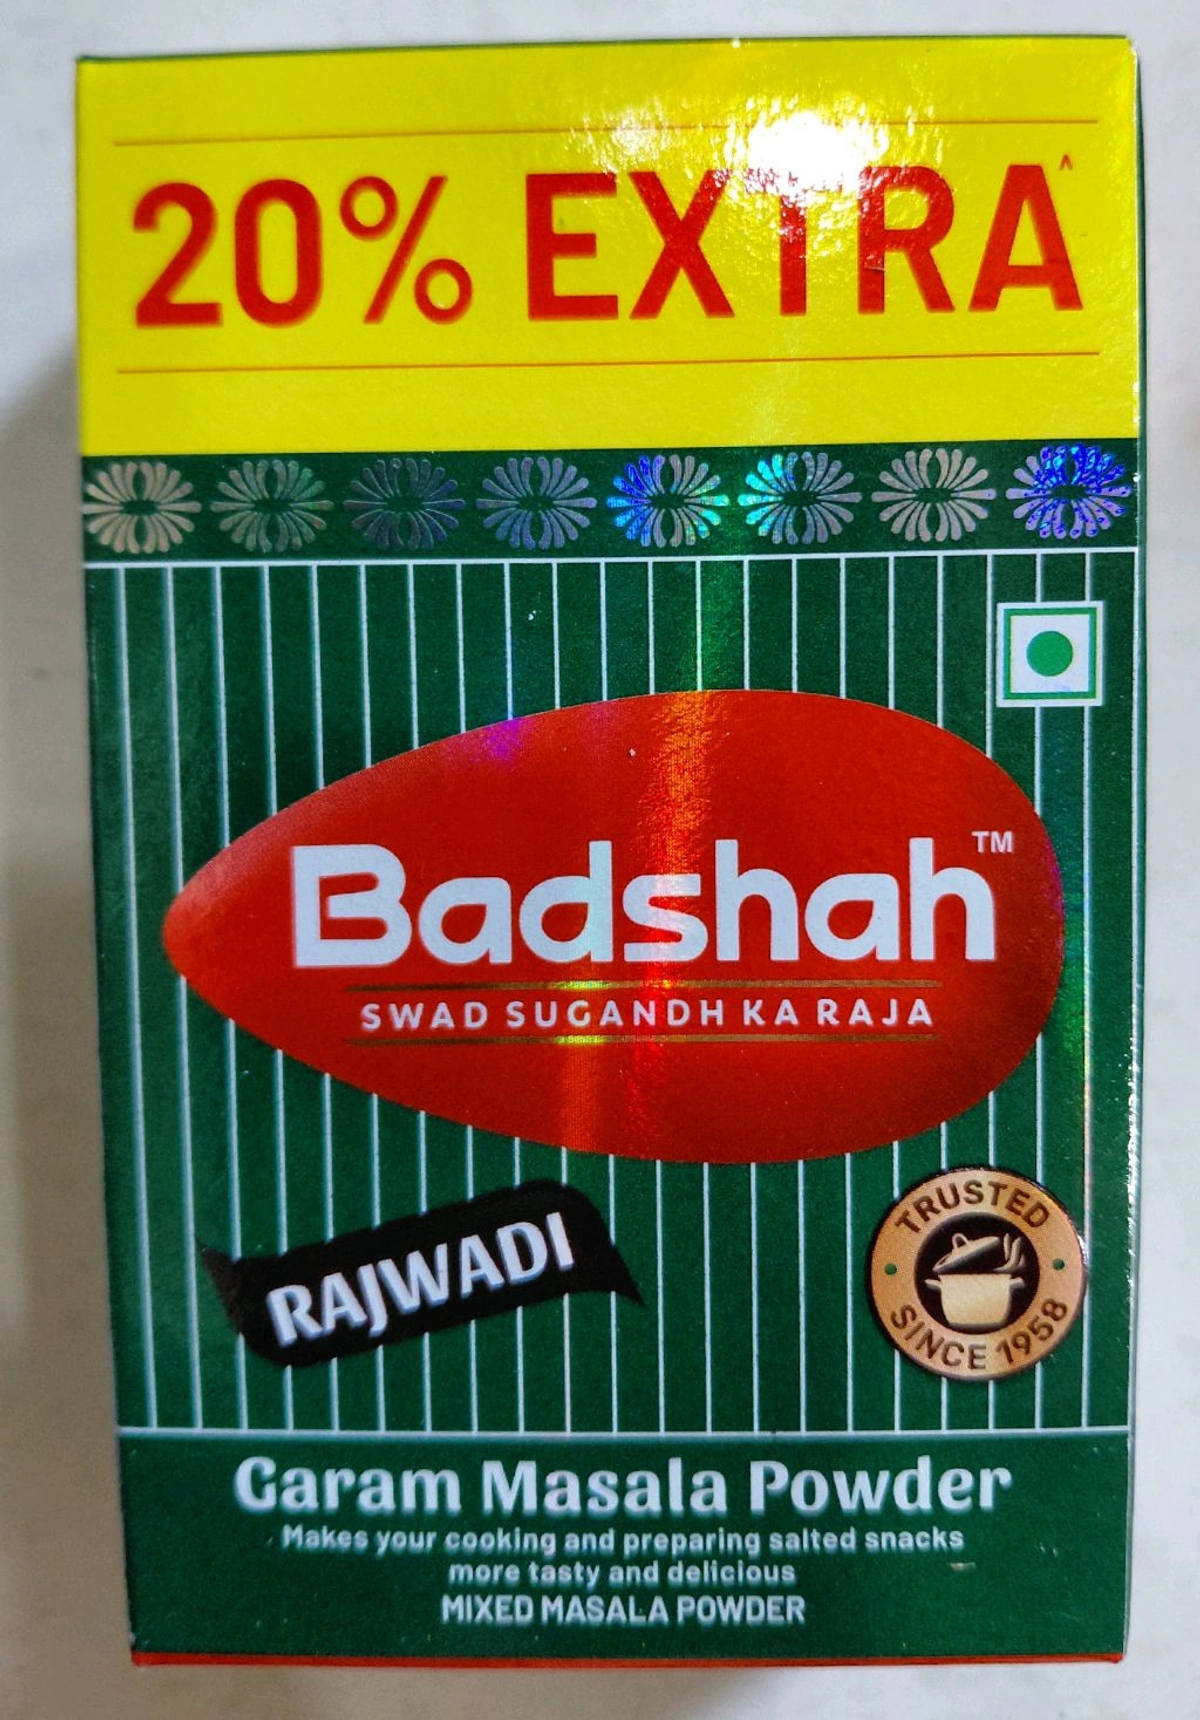 20% EXTRA^
Badshah™
SWAD SUGANDH KA RAJA
RAJWADI
TRUSTED
SINCE 1958
Garam Masala Powder
Makes your cooking and preparing salted snacks
more tasty and delicious
MIXED MASALA POWDER